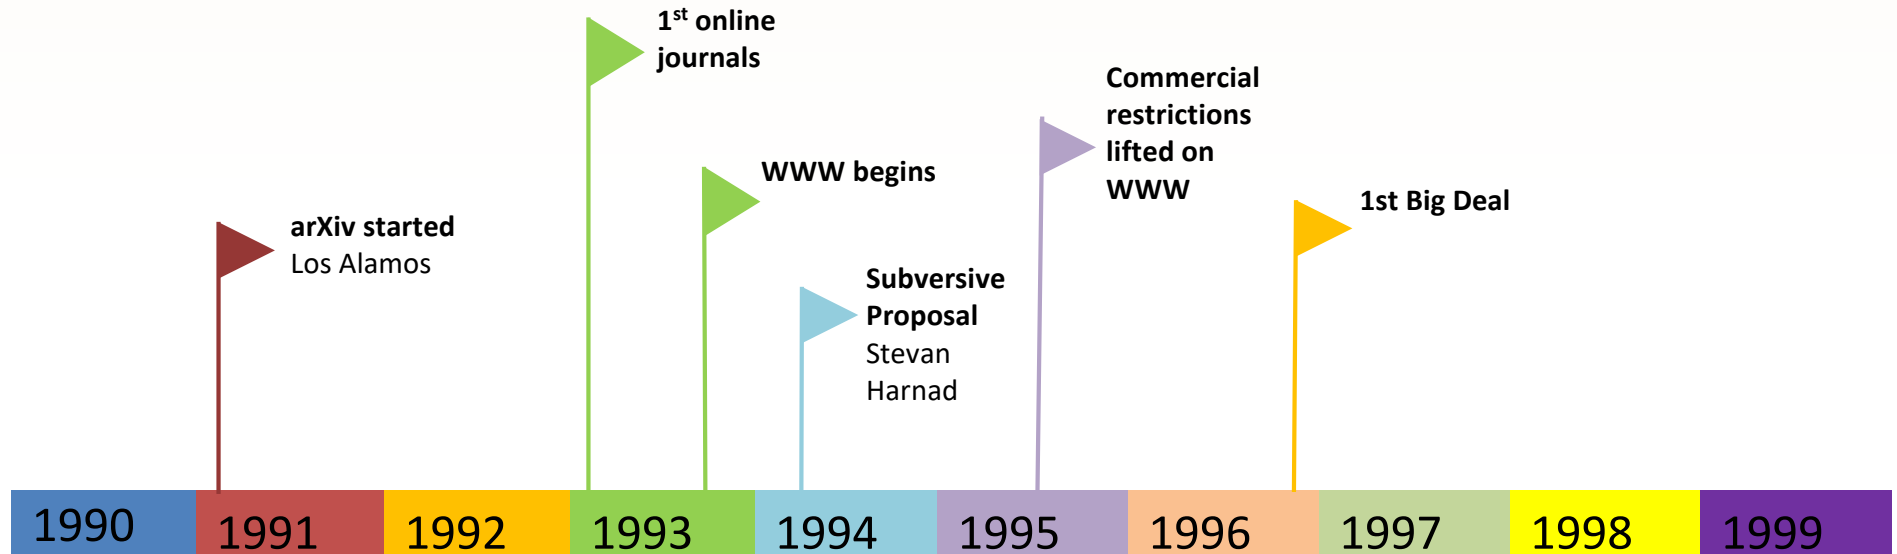 1st online
journals
Commercial
restrictions
lifted on
WWW
WWW begins
1st Big Deal
arXiv started
Los Alamos
Subversive
Proposal
Stevan
Harnad
1990 1991 1992 1993 1994 1995 1996 1997 1998 1999